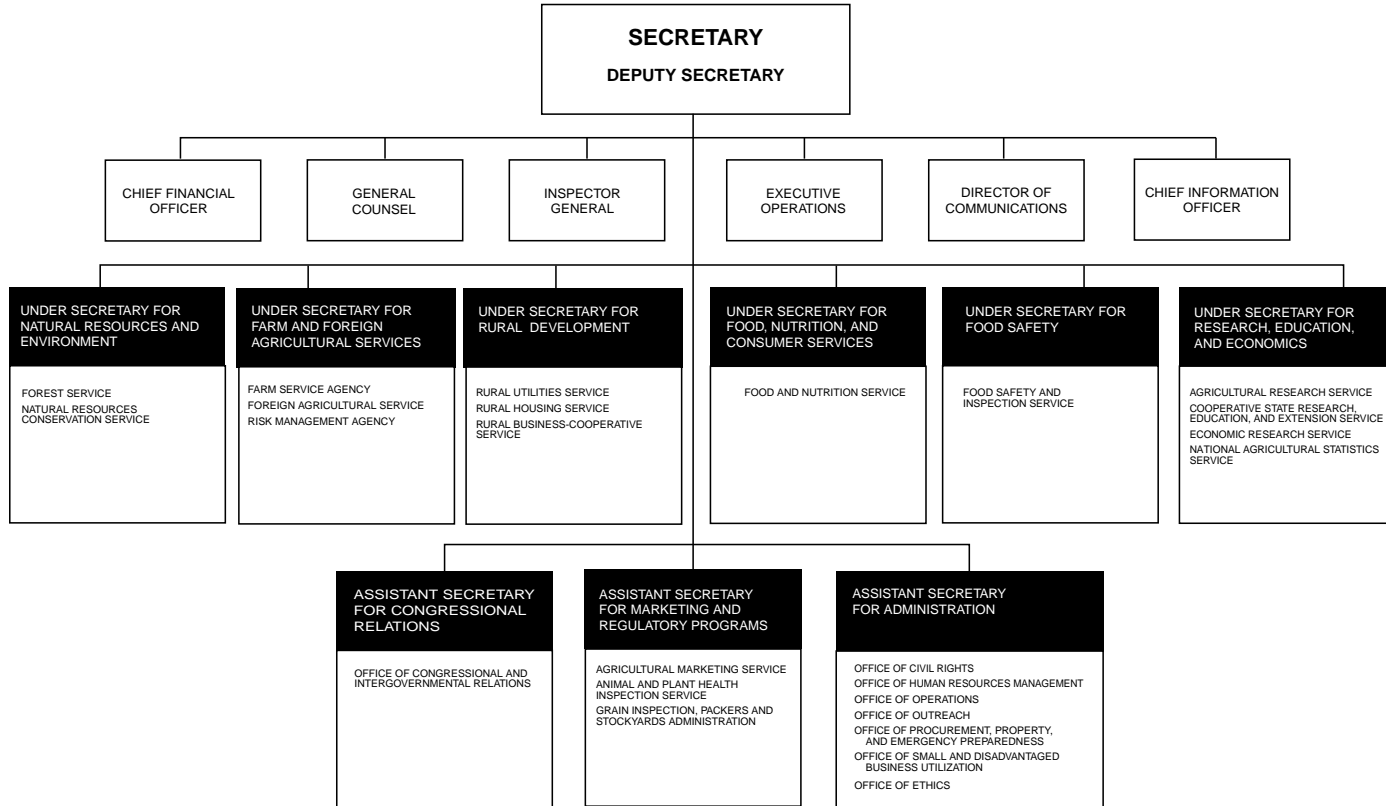 SECRETARY
DEPUTY SECRETARY
CHIEF FINANCIAL
OFFICER
GENERAL
COUNSEL
INSPECTOR
GENERAL
EXECUTIVE
OPERATIONS
DIRECTOR OF
COMMUNICATIONS
CHIEF INFORMATION
OFFICER
UNDER SECRETARY FOR
NATURAL RESOURCES AND
ENVIRONMENT
FOREST SERVICE
NATURAL RESOURCES
CONSERVATION SERVICE
UNDER SECRETARY FOR
FARM AND FOREIGN
AGRICULTURAL SERVICES
FARM SERVICE AGENCY
FOREIGN AGRICULTURAL SERVICE
RISK MANAGEMENT AGENCY
UNDER SECRETARY FOR
RURAL DEVELOPMENT
RURAL UTILITIES SERVICE
RURAL HOUSING SERVICE
RURAL BUSINESS-COOPERATIVE
SERVICE
UNDER SECRETARY FOR
FOOD, NUTRITION, AND
CONSUMER SERVICES
FOOD AND NUTRITION SERVICE
UNDER SECRETARY FOR
FOOD SAFETY
FOOD SAFETY AND
INSPECTION SERVICE
UNDER SECRETARY FOR
RESEARCH, EDUCATION,
AND ECONOMICS
AGRICULTURAL RESEARCH SERVICE
COOPERATIVE STATE RESEARCH,
EDUCATION, AND EXTENSION SERVICE
ECONOMIC RESEARCH SERVICE
NATIONAL AGRICULTURAL STATISTICS
SERVICE
ASSISTANT SECRETARY
FOR CONGRESSIONAL
RELATIONS
OFFICE OF CONGRESSIONAL AND
INTERGOVERNMENTAL RELATIONS
ASSISTANT SECRETARY
FOR MARKETING AND
REGULATORY PROGRAMS
AGRICULTURAL MARKETING SERVICE
ANIMAL AND PLANT HEALTH
INSPECTION SERVICE
GRAIN INSPECTION, PACKERS AND
STOCKYARDS ADMINISTRATION
ASSISTANT SECRETARY
FOR ADMINISTRATION
OFFICE OF CIVIL RIGHTS
OFFICE OF HUMAN RESOURCES MANAGEMENT
OFFICE OF OPERATIONS
OFFICE OF OUTREACH
OFFICE OF PROCUREMENT, PROPERTY,
AND EMERGENCY PREPAREDNESS
OFFICE OF SMALL AND DISADVANTAGED
BUSINESS UTILIZATION
OFFICE OF ETHICS